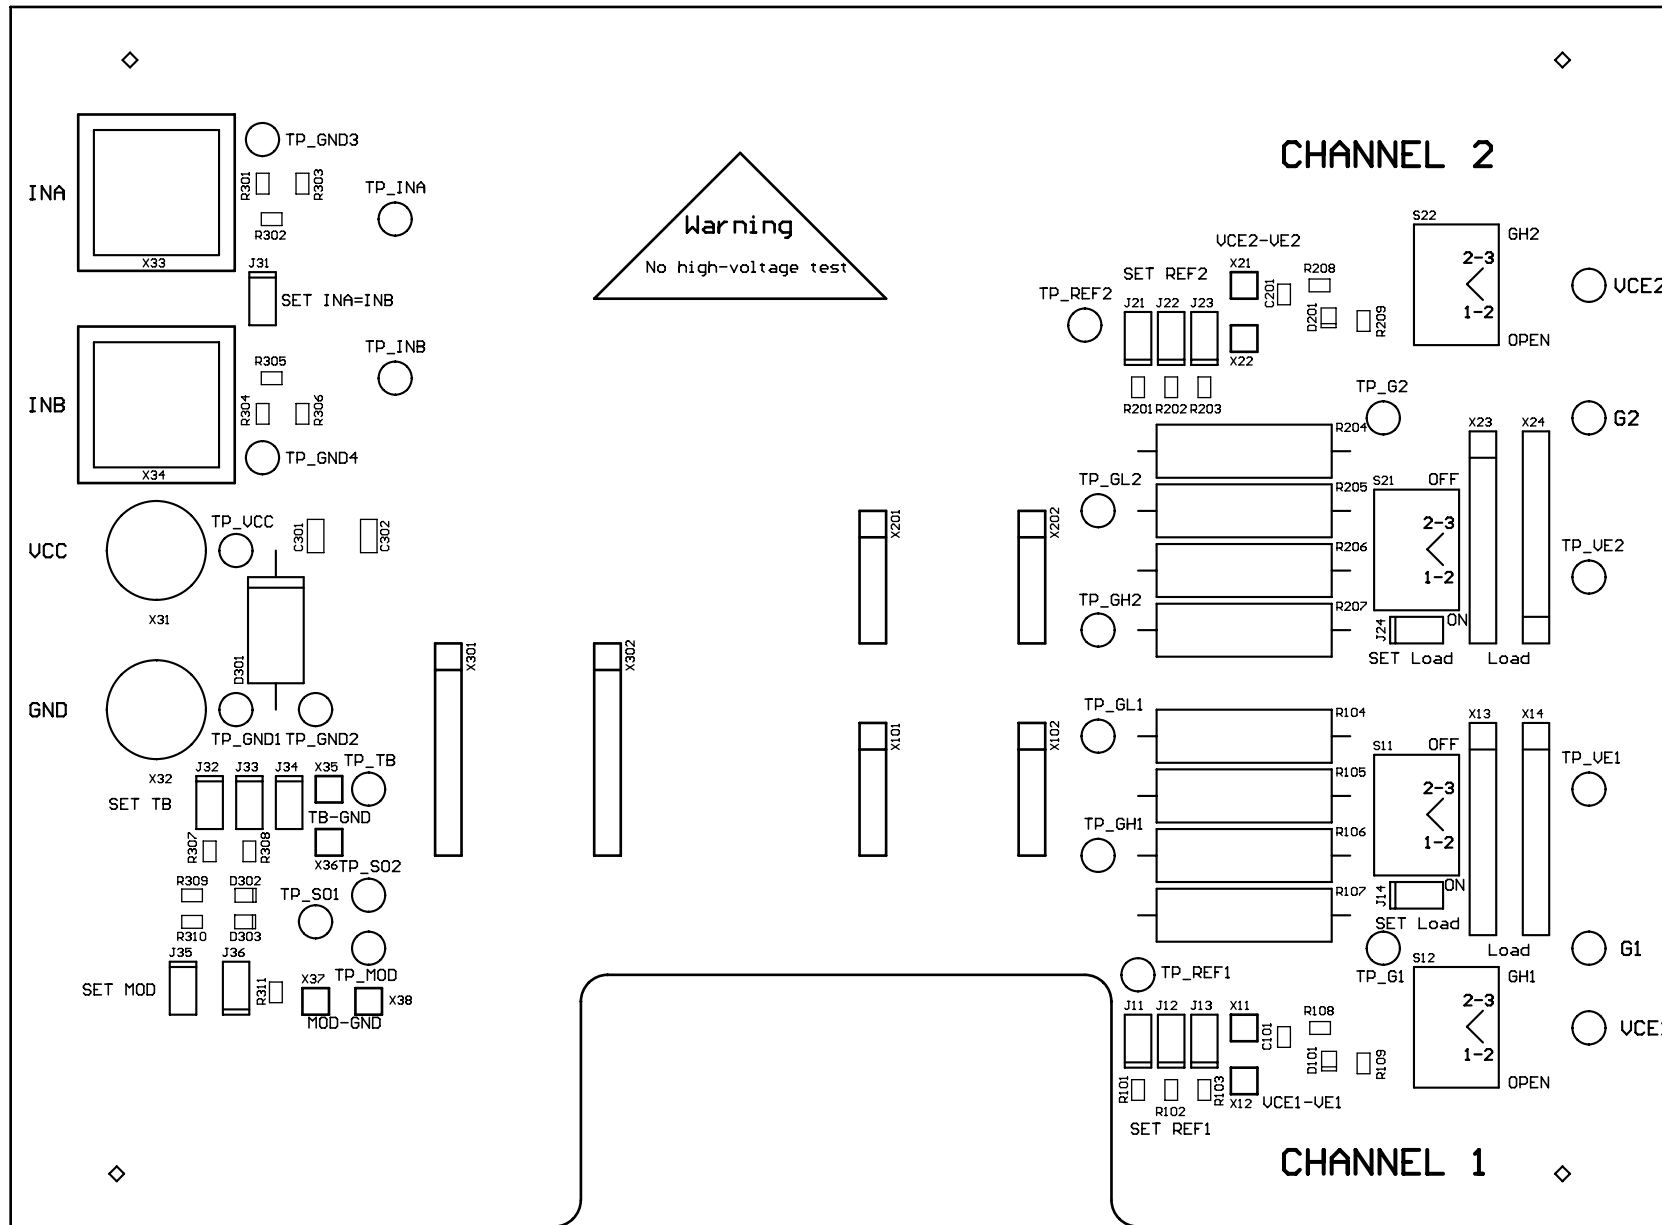 CHANNEL 2
TP_GND3
INA
R301
R303
TP_INA
R302
X33
J31
SET INA=INB
Warning
No high-voltage test
S22
GH2
2-3
1-2
OPEN
VCE2-VE2
SET REF2
X21
R208
C201
D201
R209
VCE2
TP_REF2
J21
J22
J23
X22
R201
R202
R203
TP_INB
R305
INB
R304
R306
TP_GND4
X34
TP_G2
G2
X23
X24
R204
TP_GL2
R205
S21
OFF
2-3
1-2
ON
R206
TP_VE2
TP_GH2
R207
J24
SET Load
Load
TP_VCC
C301
C302
VCC
X31
X201
X202
D301
X301
X302
GND
TP_GND1
TP_GND2
X32
TP_GL1
R104
X13
X14
S11
OFF
2-3
1-2
ON
X101
X102
R105
TP_VE1
TP_GH1
R106
R107
J14
SET Load
Load
J32
J33
J34
X35
TP_TB
SET TB
TB-GND
R307
R308
X36
TP_SO2
R309
D302
TP_SO1
R310
D303
J35
J36
TP_MOD
SET MOD
R311
X37
X38
MOD-GND
TP_G1
G1
S12
GH1
2-3
1-2
OPEN
TP_REF1
J11
J12
J13
X11
R108
C101
D101
R109
VCE1
R101
R102
R103
X12
VCE1-VE1
SET REF1
CHANNEL 1